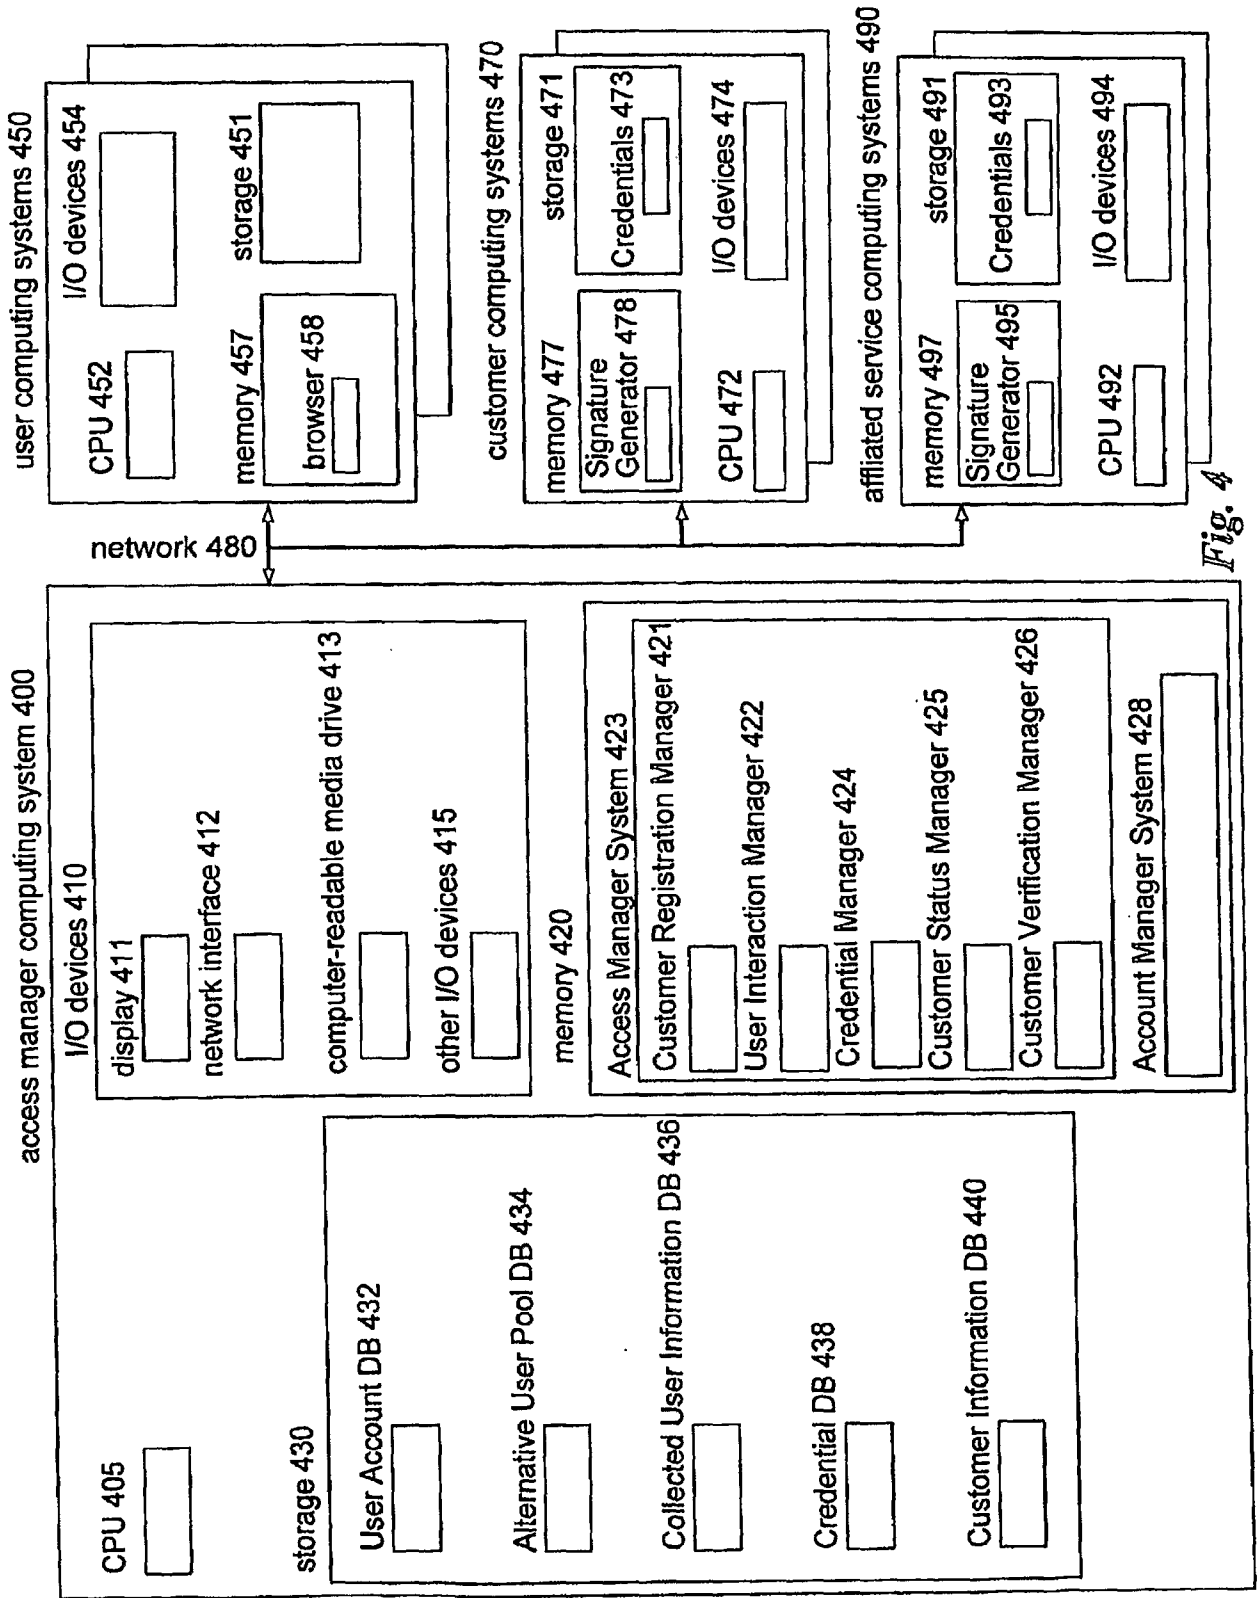 access manager computing system 400
CPU 405
I/O devices 410
display 411
network interface 412
computer-readable media drive 413
other I/O devices 415
storage 430
User Account DB 432
Alternative User Pool DB 434
Collected User Information DB 436
Credential DB 438
Customer Information DB 440
memory 420
Access Manager System 423
Customer Registration Manager 421
User Interaction Manager 422
Credential Manager 424
Customer Status Manager 425
Customer Verification Manager 426
Account Manager System 428
network 480
user computing systems 450
CPU 452
I/O devices 454
memory 457
browser 458
storage 451
customer computing systems 470
memory 477
Signature
Generator 478
storage 471
Credentials 473
CPU 472
I/O devices 474
affiliated service computing systems 490
memory 497
Signature
Generator 495
storage 491
Credentials 493
CPU 492
I/O devices 494
Fig. 4